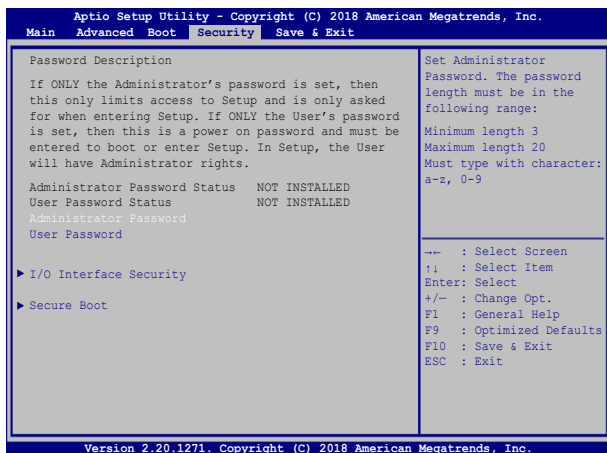 Aptio Setup Utility - Copyright (C) 2018 American Megatrends, Inc.
Main Advanced Boot Security Save & Exit
Password Description
If ONLY the Administrator's password is set, then
this only limits access to Setup and is only asked
for when entering Setup. If ONLY the User's password
is set, then this is a power on password and must be
entered to boot or enter Setup. In Setup, the User
will have Administrator rights.
Administrator Password Status NOT INSTALLED
User Password Status NOT INSTALLED
Administrator Password
User Password
I/O Interface Security
Secure Boot
Set Administrator
Password. The password
length must be in the
following range:
Minimum length 3
Maximum length 20
Must type with character:
a-z, 0-9
→← : Select Screen
↑↓ : Select Item
Enter: Select
+/— : Change Opt.
F1 : General Help
F9 : Optimized Defaults
F10 : Save & Exit
ESC : Exit
Version 2.20.1271. Copyright (C) 2018 American Megatrends, Inc.